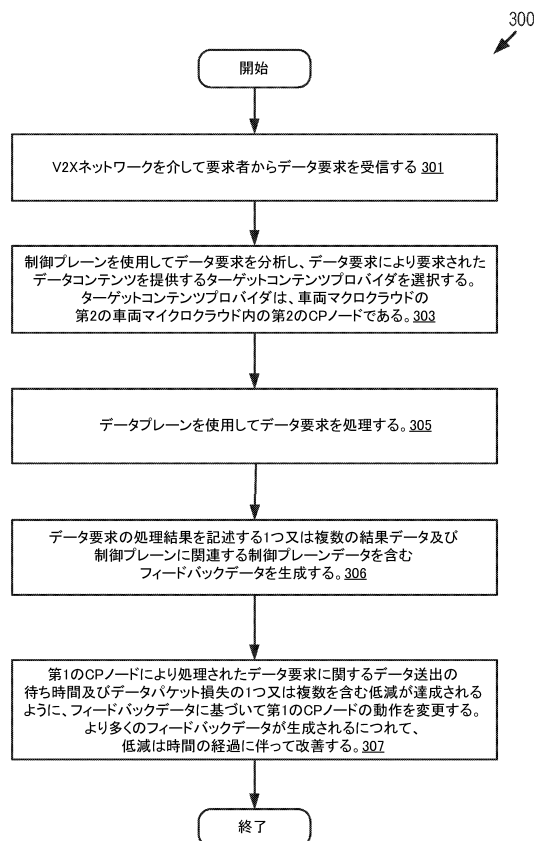 300
開始
V2Xネットワークを介して要求者からデータ要求を受信する 301
制御プレーンを使用してデータ要求を分析し、データ要求により要求された
データコンテンツを提供するターゲットコンテンツプロバイダを選択する。
ターゲットコンテンツプロバイダは、車両マクロクラウドの
第2の車両マイクロクラウド内の第2のCPノードである。303
データプレーンを使用してデータ要求を処理する。305
データ要求の処理結果を記述する1つ又は複数の結果データ及び
制御プレーンに関連する制御プレーンデータを含む
フィードバックデータを生成する。306
第1のCPノードにより処理されたデータ要求に関するデータ送出の
待ち時間及びデータパケット損失の1つ又は複数を含む低減が達成される
ように、フィードバックデータに基づいて第1のCPノードの動作を変更する。
より多くのフィードバックデータが生成されるにつれて、
低減は時間の経過に伴って改善する。307
終了